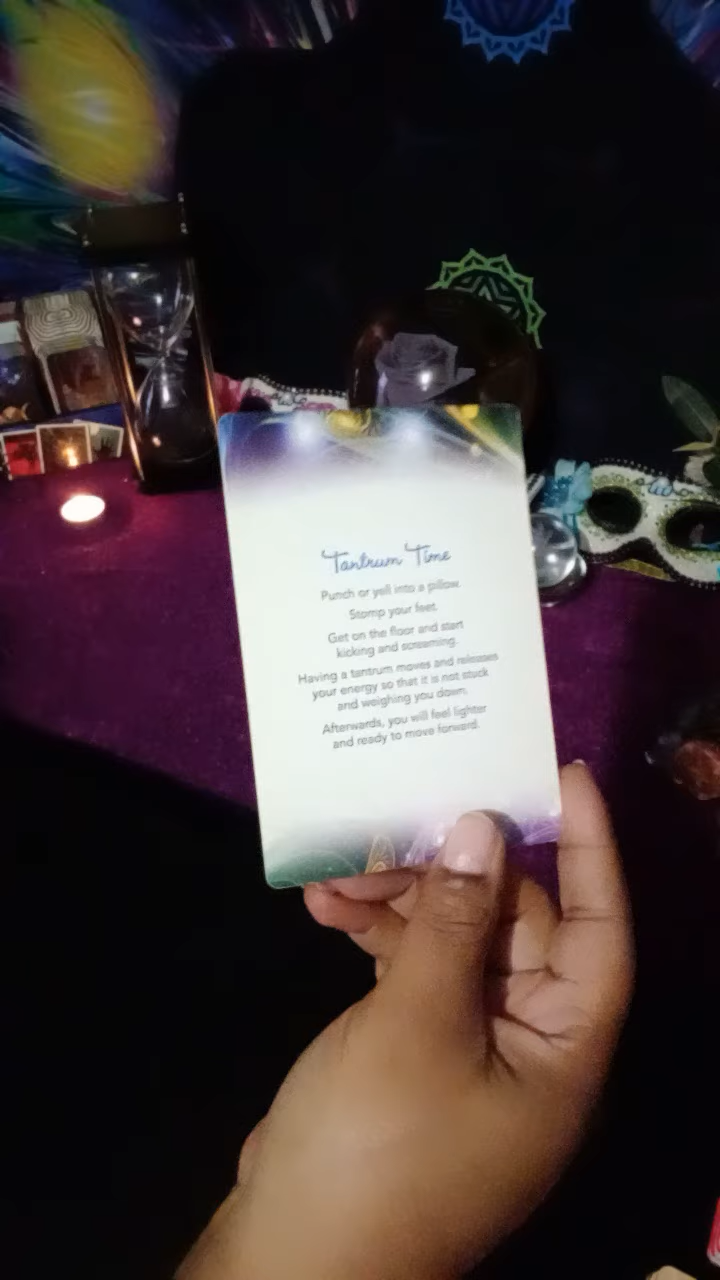 Tantrum Time
Punch or yell into a pillow.
Stomp your feet.
Get on the floor and start
kicking and screaming.
Having a tantrum moves and releases
your energy so that it is not stuck
and weighing you down.
Afterwards, you will feel lighter
and ready to move forward.